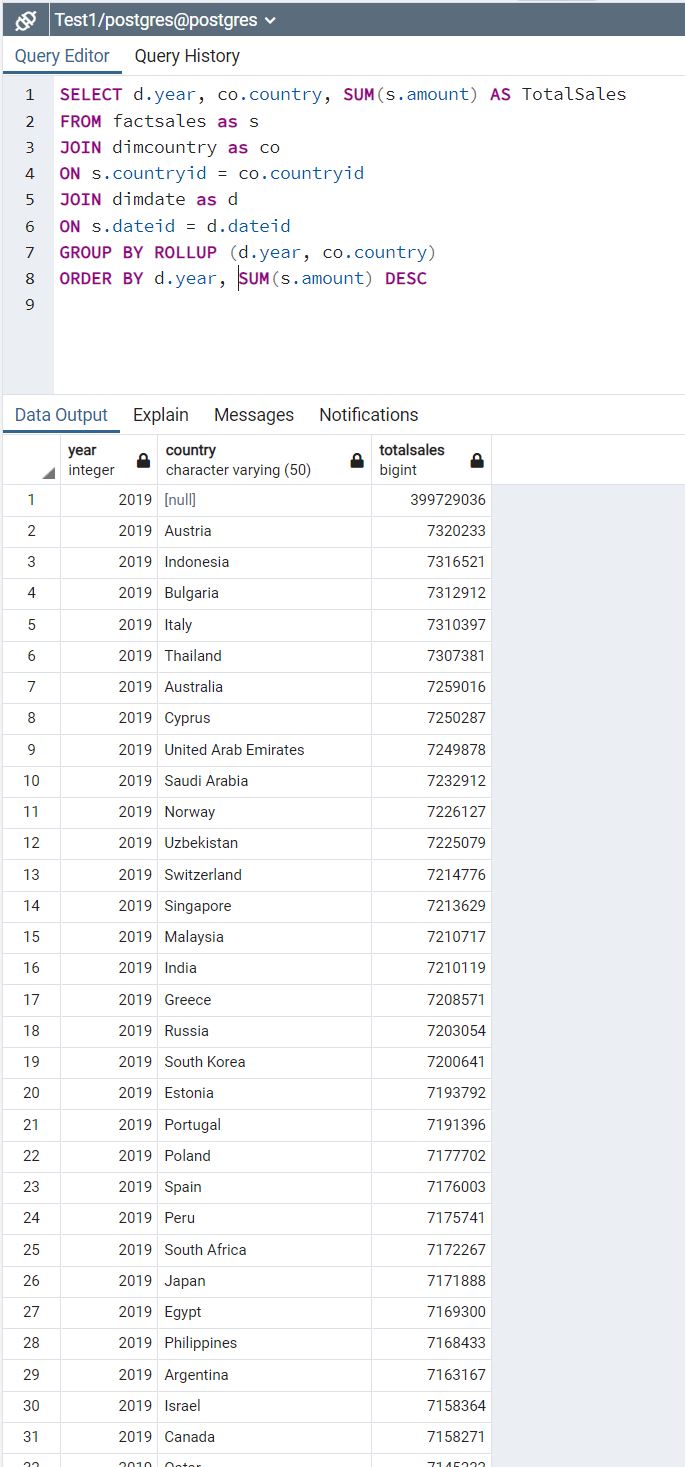 Test1/postgres@postgres
Query Editor Query History
1 SELECT d.year, co.country, SUM(s.amount) AS TotalSales
2 FROM factsales as s
3 JOIN dimcountry as co
4 ON s.countryid = co.countryid
5 JOIN dimdate as d
6 ON s.dateid = d.dateid
7 GROUP BY ROLLUP (d.year, co.country)
8 ORDER BY d.year, SUM(s.amount) DESC
9
Data Output Explain Messages Notifications
year country totalsales
integer character varying (50) bigint
1 2019 [null] 399729036
2 2019 Austria 7320233
3 2019 Indonesia 7316521
4 2019 Bulgaria 7312912
5 2019 Italy 7310397
6 2019 Thailand 7307381
7 2019 Australia 7259016
8 2019 Cyprus 7250287
9 2019 United Arab Emirates 7249878
10 2019 Saudi Arabia 7232912
11 2019 Norway 7226127
12 2019 Uzbekistan 7225079
13 2019 Switzerland 7214776
14 2019 Singapore 7213629
15 2019 Malaysia 7210717
16 2019 India 7210119
17 2019 Greece 7208571
18 2019 Russia 7203054
19 2019 South Korea 7200641
20 2019 Estonia 7193792
21 2019 Portugal 7191396
22 2019 Poland 7177702
23 2019 Spain 7176003
24 2019 Peru 7175741
25 2019 South Africa 7172267
26 2019 Japan 7171888
27 2019 Egypt 7169300
28 2019 Philippines 7168433
29 2019 Argentina 7163167
30 2019 Israel 7158364
31 2019 Canada 7158271
2019 Qatar